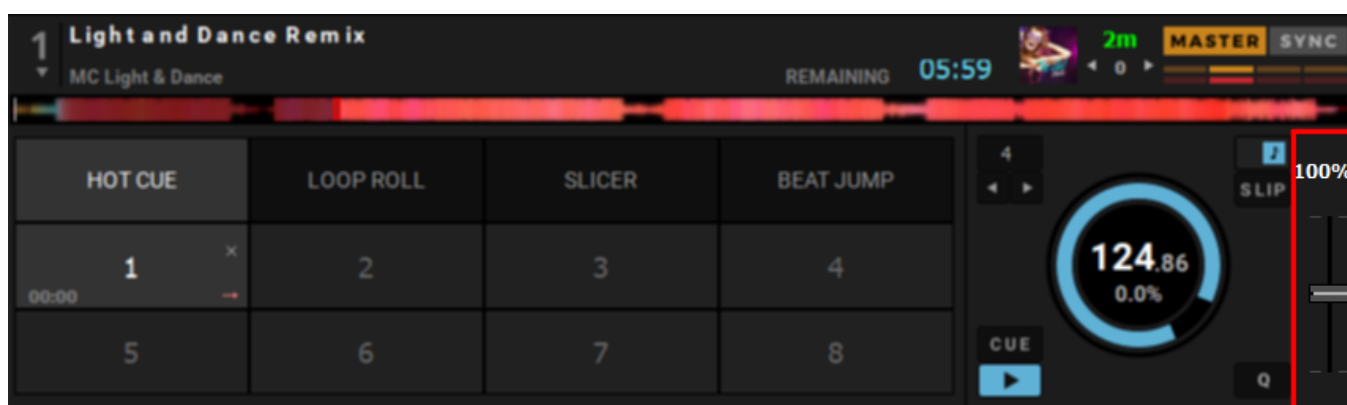 1
Light and Dance Remix
MC Light & Dance
REMAINING 05:59
2m
0
MASTER SYNC
HOT CUE LOOP ROLL SLICER BEAT JUMP
1 2 3 4
00:00
5 6 7 8
4
SLIP
100%
124.86
0.0%
CUE
Q